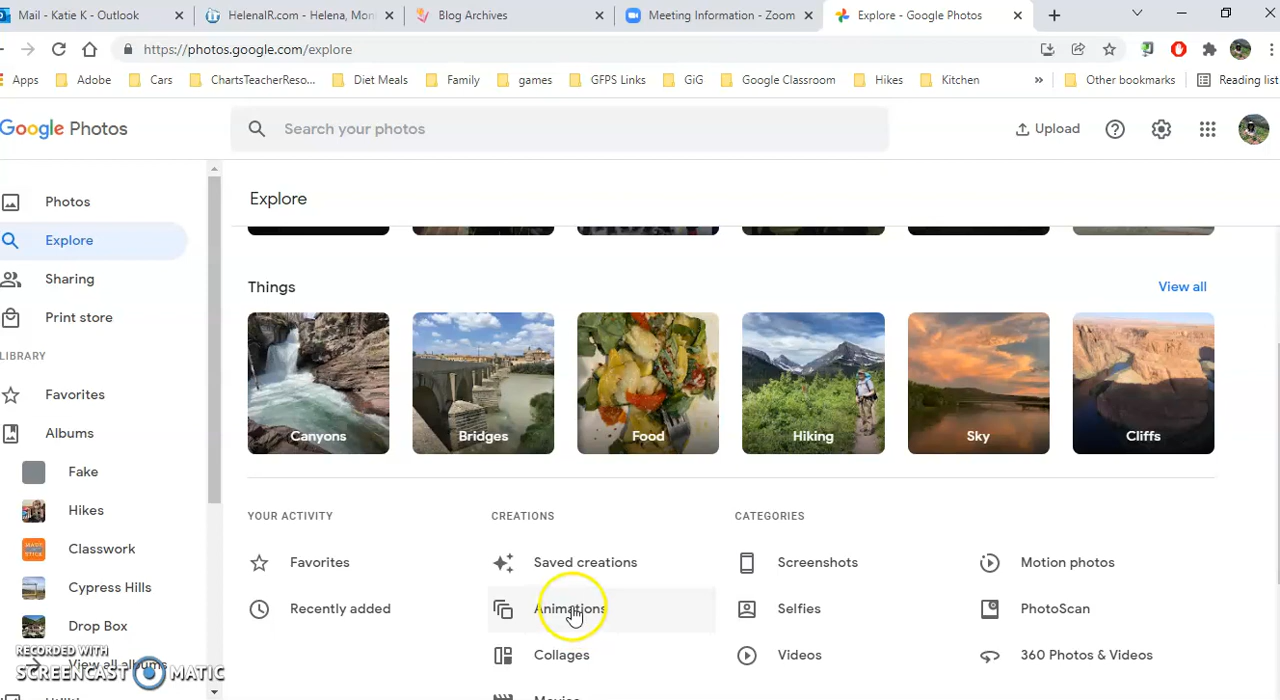 Mail - Katie K - Outlook
HelenaIR.com - Helena, Mon
Blog Archives
Meeting Information - Zoom
Explore - Google Photos
https://photos.google.com/explore
Apps
Adobe
Cars
ChartsTeacherReso...
Diet Meals
Family
games
GFPS Links
GiG
Google Classroom
Hikes
Kitchen
»
Other bookmarks
Reading list
Google Photos
Search your photos
Upload
Photos
Explore
Sharing
Print store
LIBRARY
Favorites
Albums
Fake
Hikes
Classwork
Cypress Hills
Drop Box
View all albums
RECORDED WITH
SCREENCAST MATIC
Explore
Things
View all
Canyons
Bridges
Food
Hiking
Sky
Cliffs
YOUR ACTIVITY
Favorites
Recently added
CREATIONS
Saved creations
Animations
Collages
Movies
CATEGORIES
Screenshots
Selfies
Videos
Motion photos
PhotoScan
360 Photos & Videos